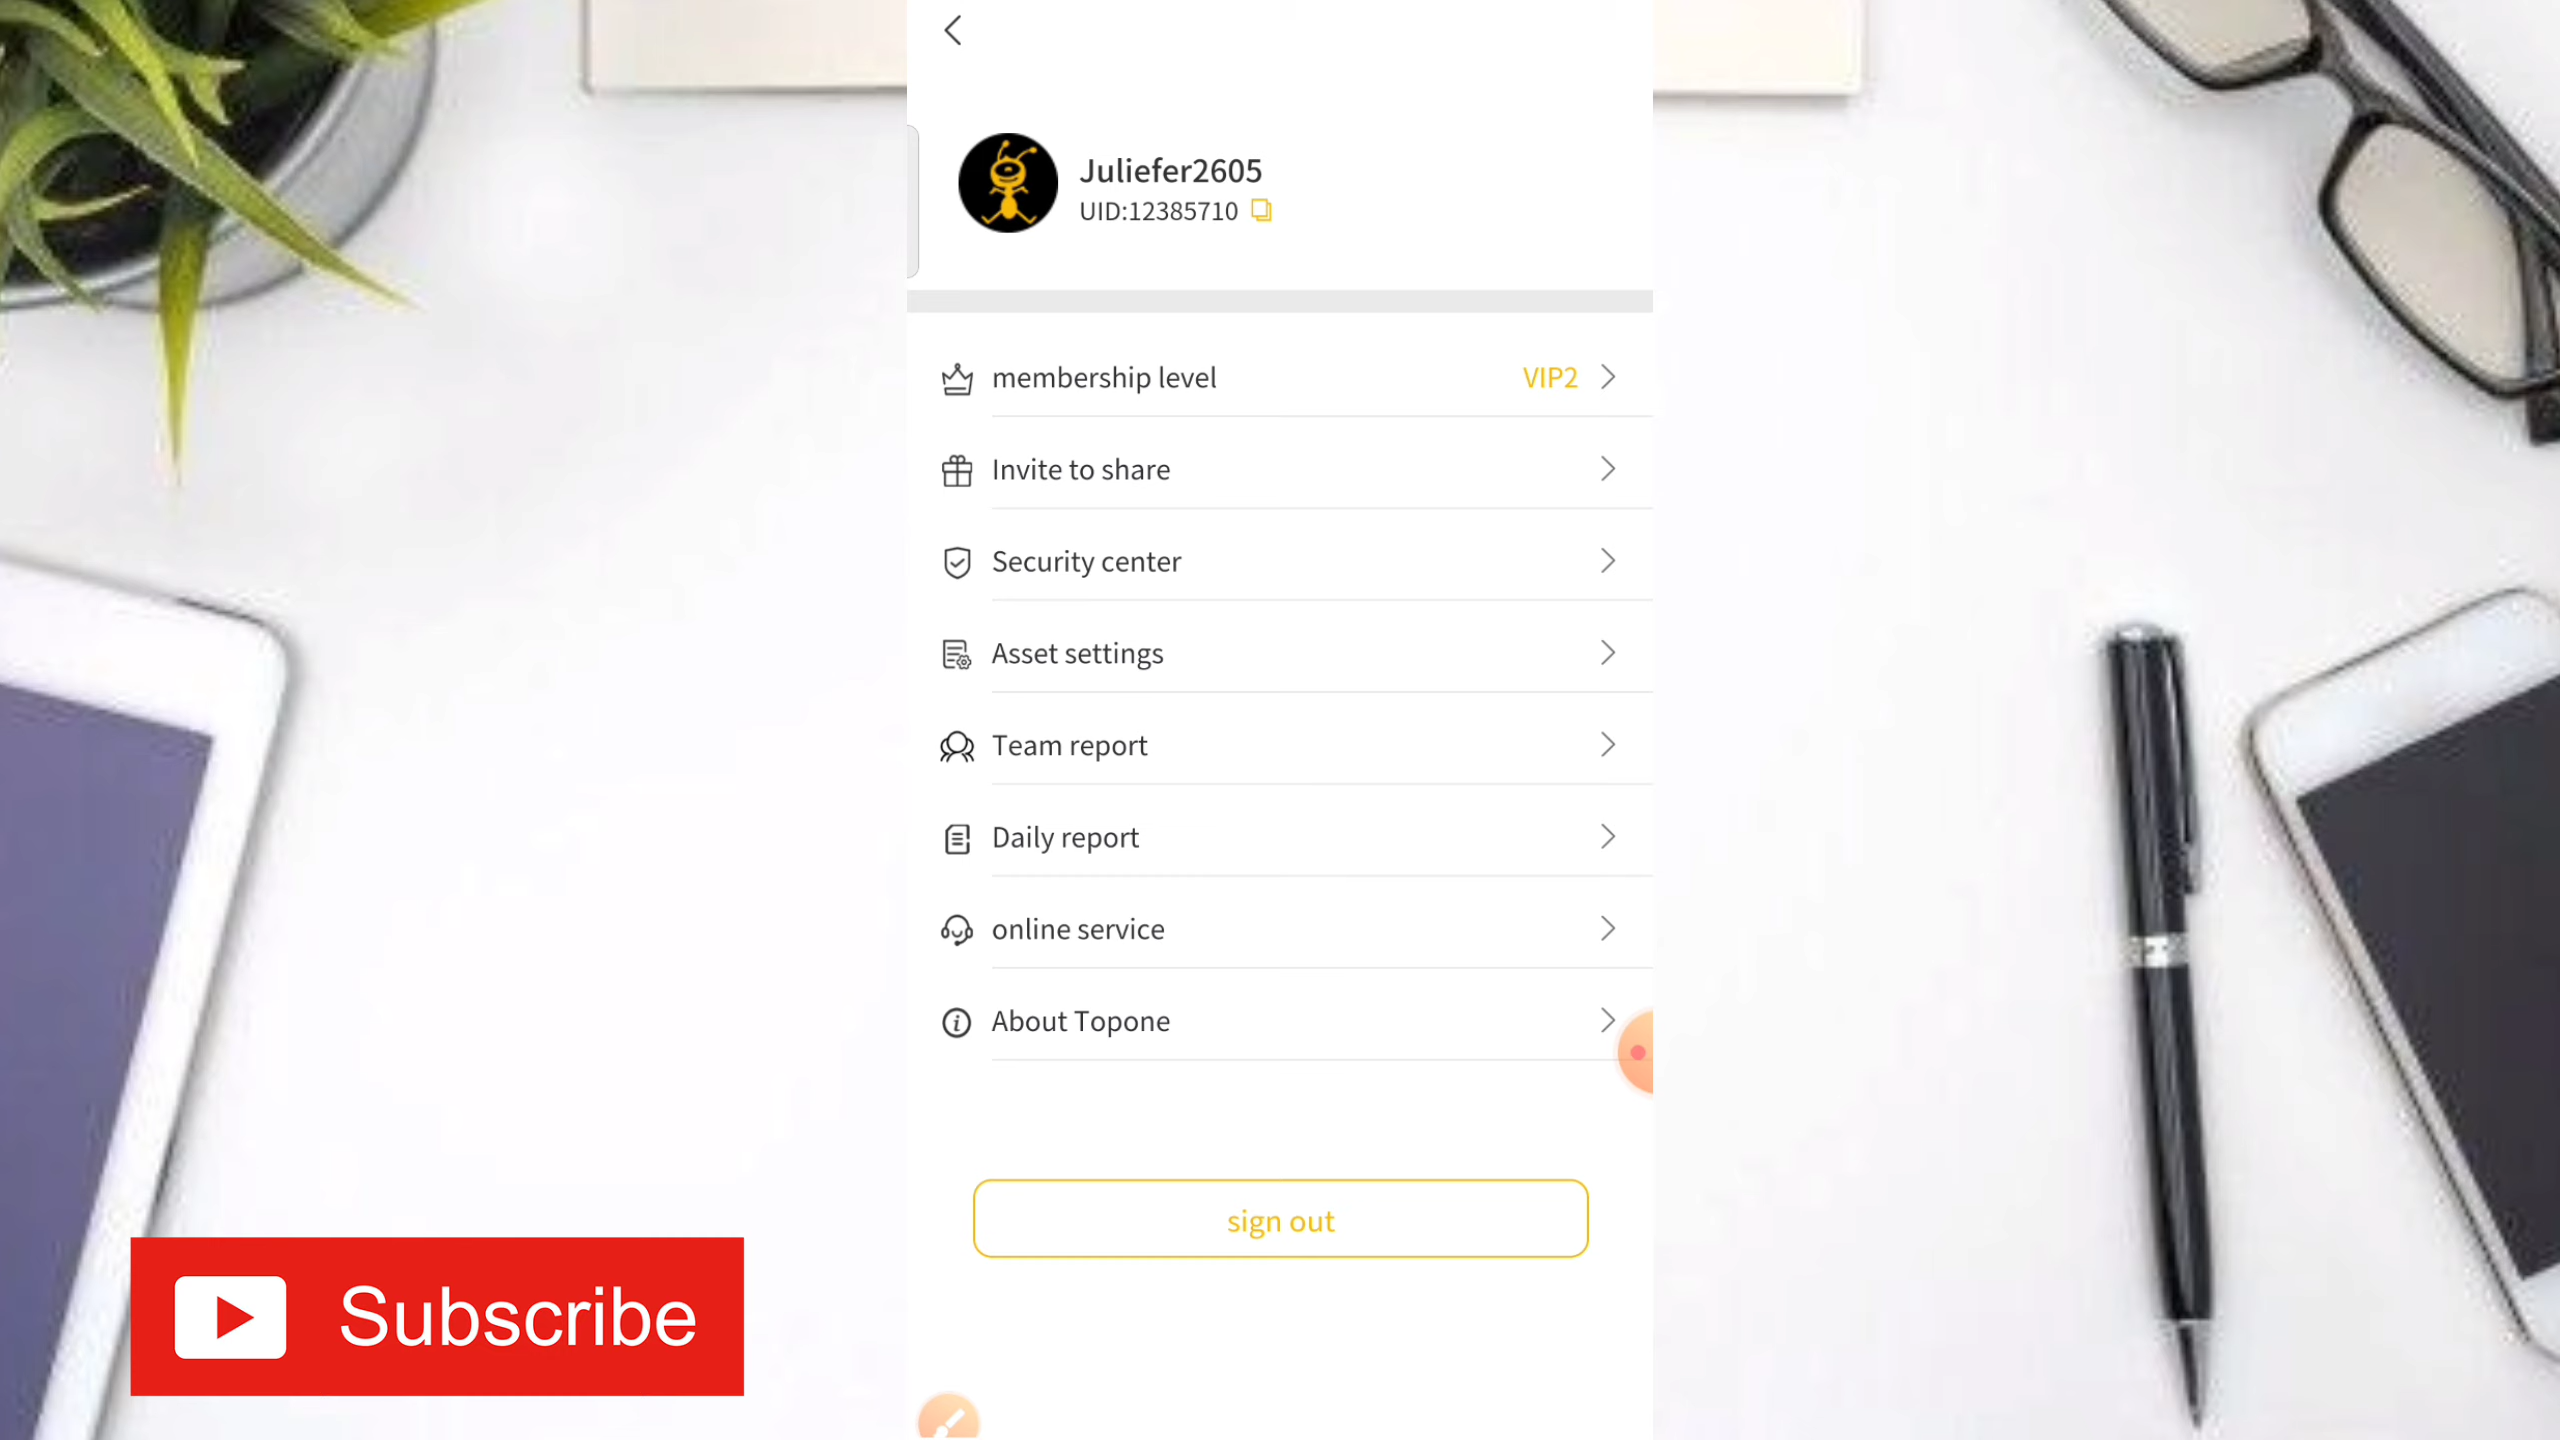 Juliefer2605
UID:12385710
membership level VIP2
Invite to share
Security center
Asset settings
Team report
Daily report
online service
About Topone
sign out
Subscribe